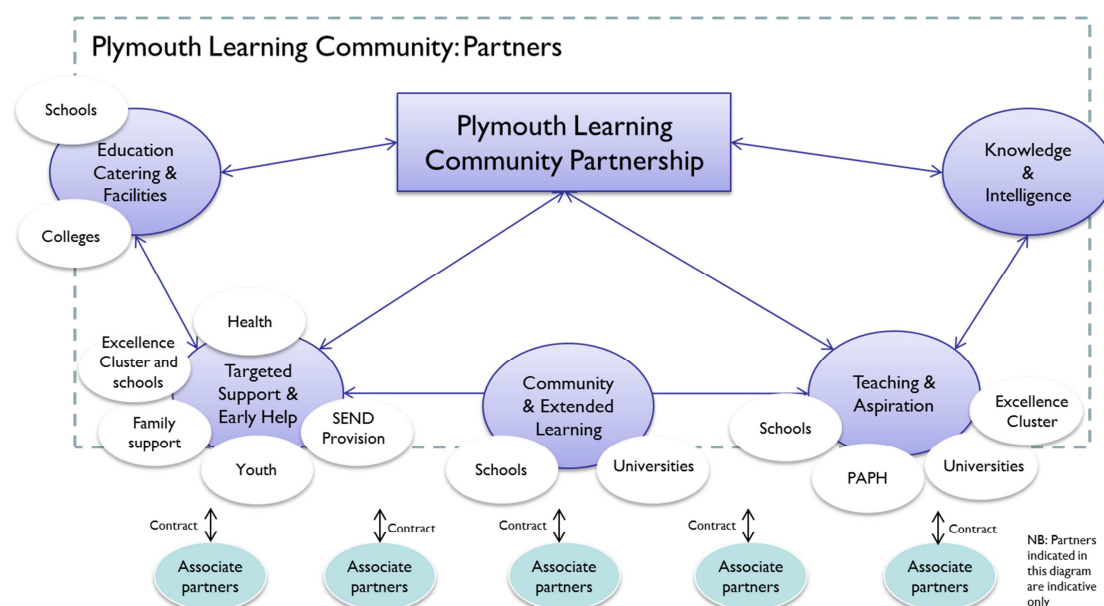 Plymouth Learning Community: Partners
Schools
Education
Catering &
Facilities
Colleges
Plymouth Learning
Community Partnership
Knowledge
&
Intelligence
Health
Excellence
Cluster and
schools
Targeted
Support &
Early Help
Family
support
SEND
Provision
Youth
Community
& Extended
Learning
Schools
Universities
Teaching &
Aspiration
Excellence
Cluster
Schools
PAPH
Universities
Contract
Contract
Contract
Contract
Contract
Associate
partners
Associate
partners
Associate
partners
Associate
partners
Associate
partners
NB: Partners
indicated in
this diagram
are indicative
only